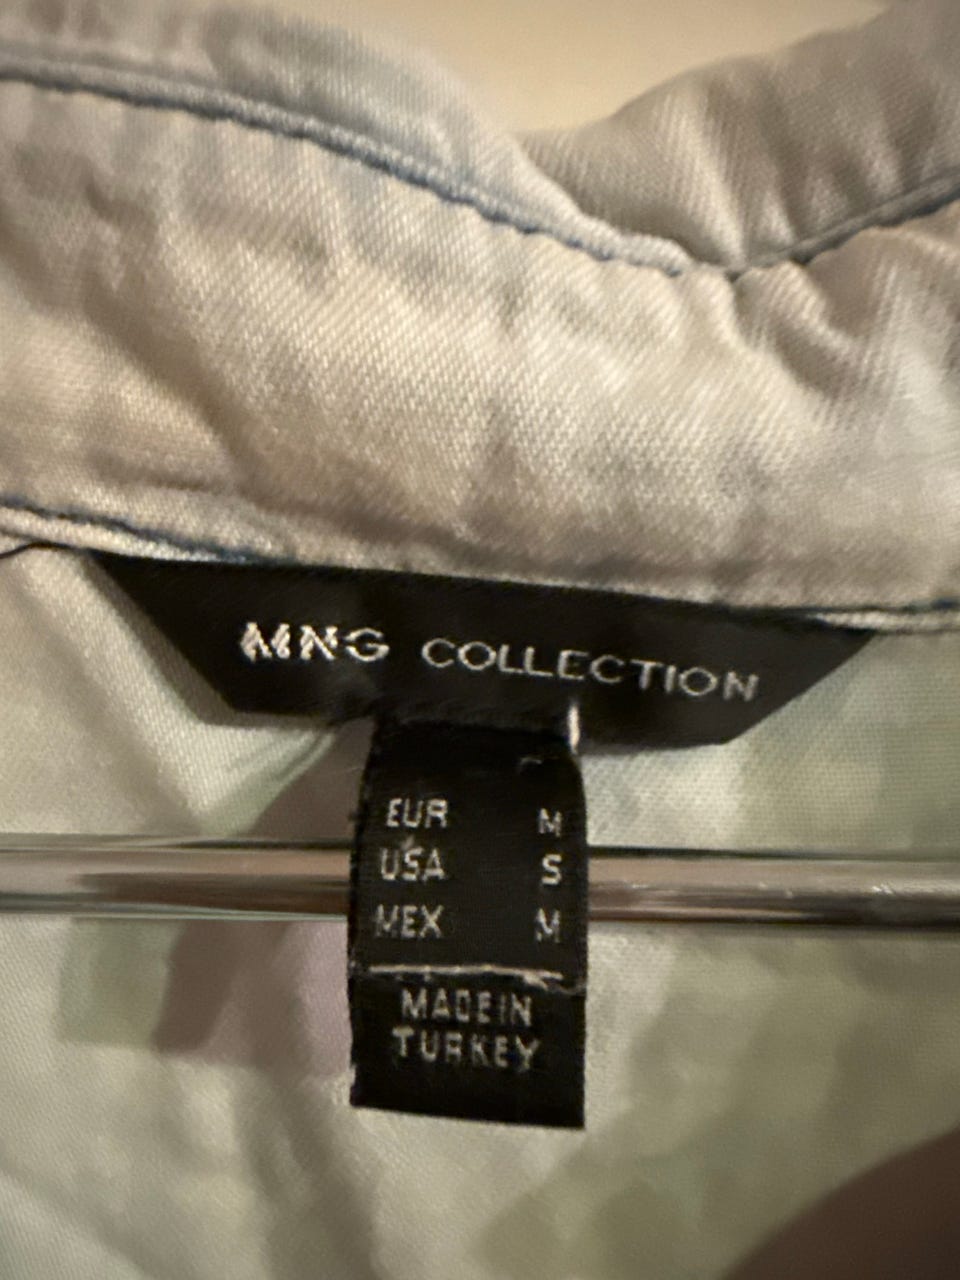 MNG COLLECTION
EUR M
USA S
MEX M
MADE IN
TURKEY